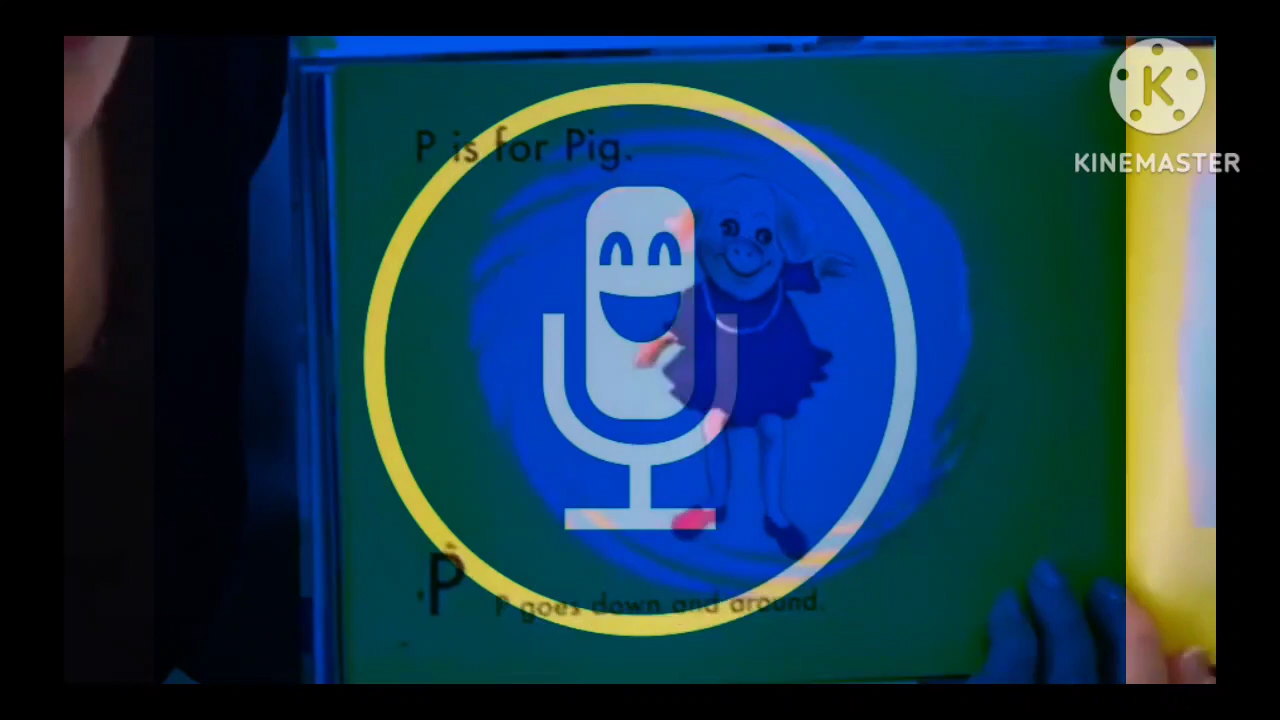 P is for Pig.
K
KINEMASTER
P
P goes down and around.